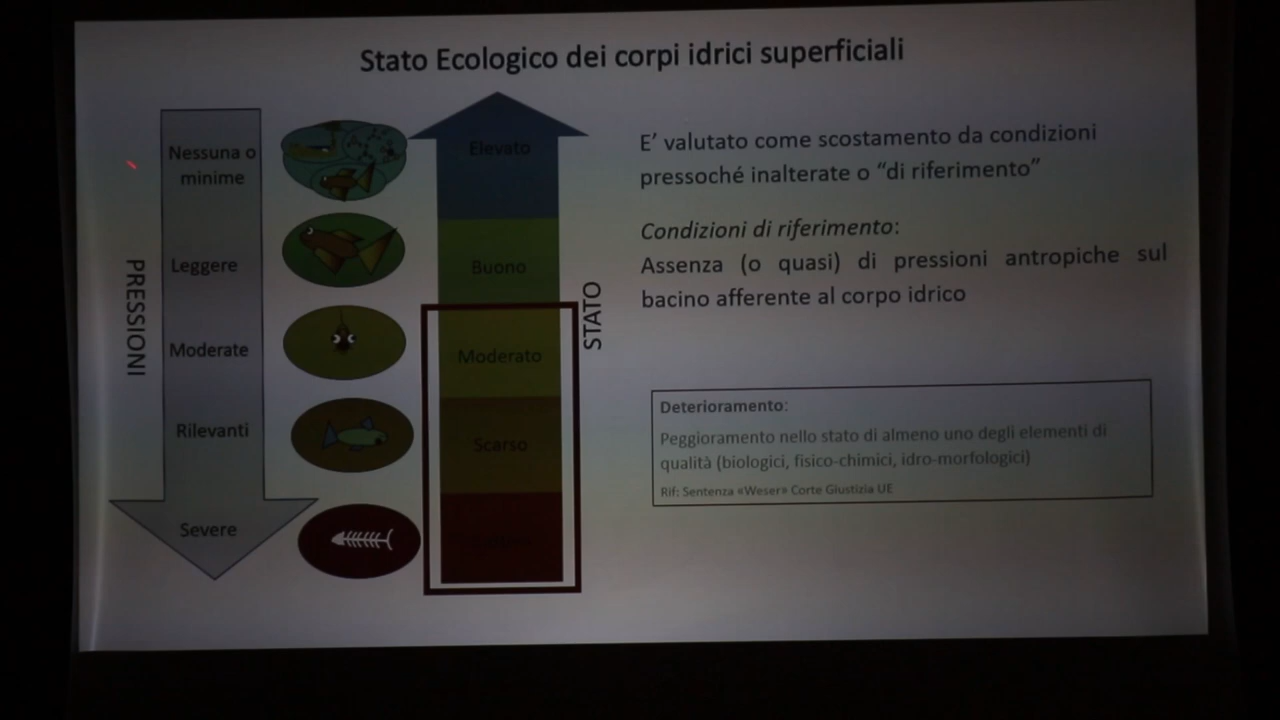 Stato Ecologico dei corpi idrici superficiali
PRESSIONI
Nessuna o
minime
Leggere
Moderate
Rilevanti
Severe
Elevato
Buono
Moderato
Scarso
STATO
E' valutato come scostamento da condizioni
pressoché inalterate o "di riferimento"
Condizioni di riferimento:
Assenza (o quasi) di pressioni antropiche sul
bacino afferente al corpo idrico
Deterioramento:
Peggioramento nello stato di almeno uno degli elementi di
qualità (biologici, fisico-chimici, idro-morfologici)
Rif: Sentenza «Weser» Corte Giustizia UE